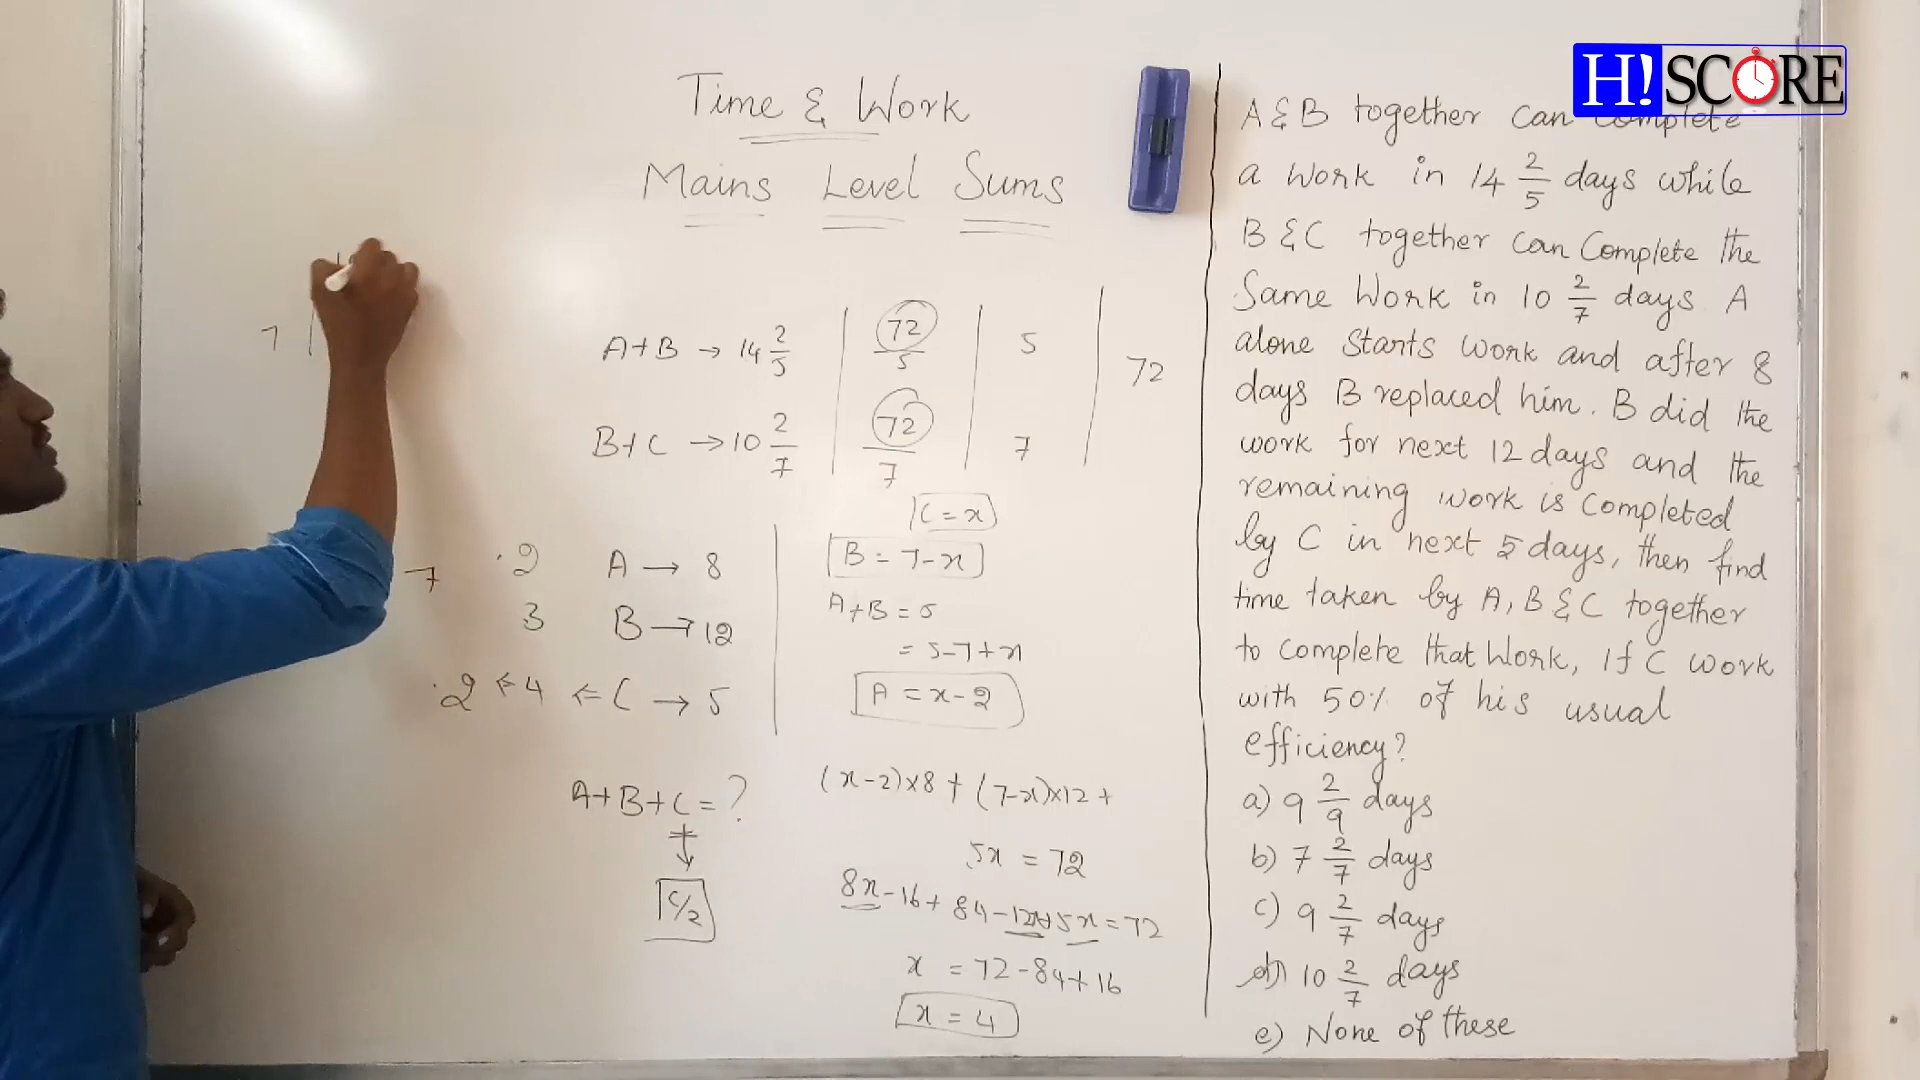 H!SCORE
Time & Work
Mains Level Sums
7
A+B → 14 2/5 | 72/5 | 5 | 72
B+C → 10 2/7 | 72/7 | 7
C = x
7 2 A → 8
3 B → 12
2 ← 4 ← C → 5
B = 7-x
A+B = 5
= 5-7+x
A = x-2
A+B+C = ?
C/2
(x-2)×8 + (7-x)×12 +
5x = 72
8x-16+84-12x+5x=72
x = 72-84+16
x = 4
A & B together can complete
a work in 14 2/5 days while
B & C together can Complete the
Same Work in 10 2/7 days A
alone starts work and after 8
days B replaced him. B did the
work for next 12 days and the
remaining work is completed
by C in next 5 days, then find
time taken by A, B & C together
to complete that Work, If C work
with 50% of his usual
efficiency?
a) 9 2/9 days
b) 7 2/7 days
c) 9 2/7 days
d) 10 2/7 days
e) None of these